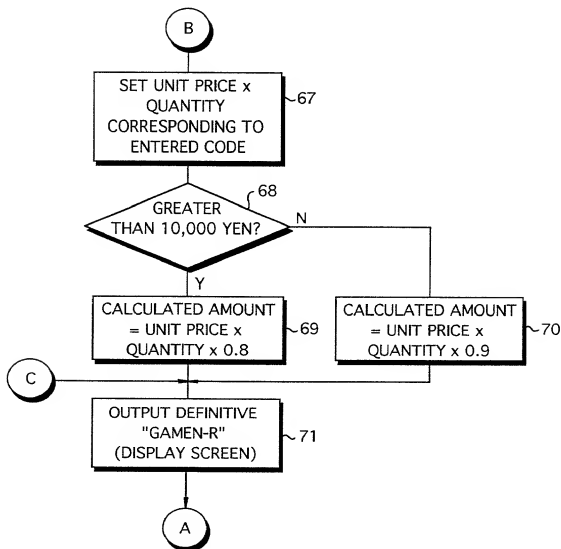 B
SET UNIT PRICE x
QUANTITY
CORRESPONDING TO
ENTERED CODE
67
68
GREATER
THAN 10,000 YEN?
N
Y
CALCULATED AMOUNT
= UNIT PRICE x
QUANTITY x 0.8
69
CALCULATED AMOUNT
= UNIT PRICE x
QUANTITY x 0.9
70
C
OUTPUT DEFINITIVE
"GAMEN-R"
(DISPLAY SCREEN)
71
A